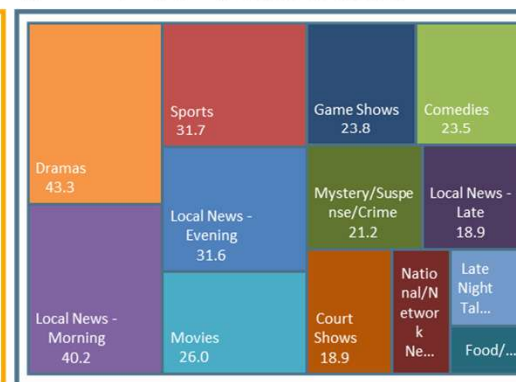 Dramas
43.3
Local News -
Morning
40.2
Sports
31.7
Local News -
Evening
31.6
Movies
26.0
Game Shows
23.8
Comedies
23.5
Mystery/Suspe
nse/Crime
21.2
Local News -
Late
18.9
Court
Shows
18.9
Natio
nal/N
etwor
k
Ne...
Late
Night
Tal...
Food/...